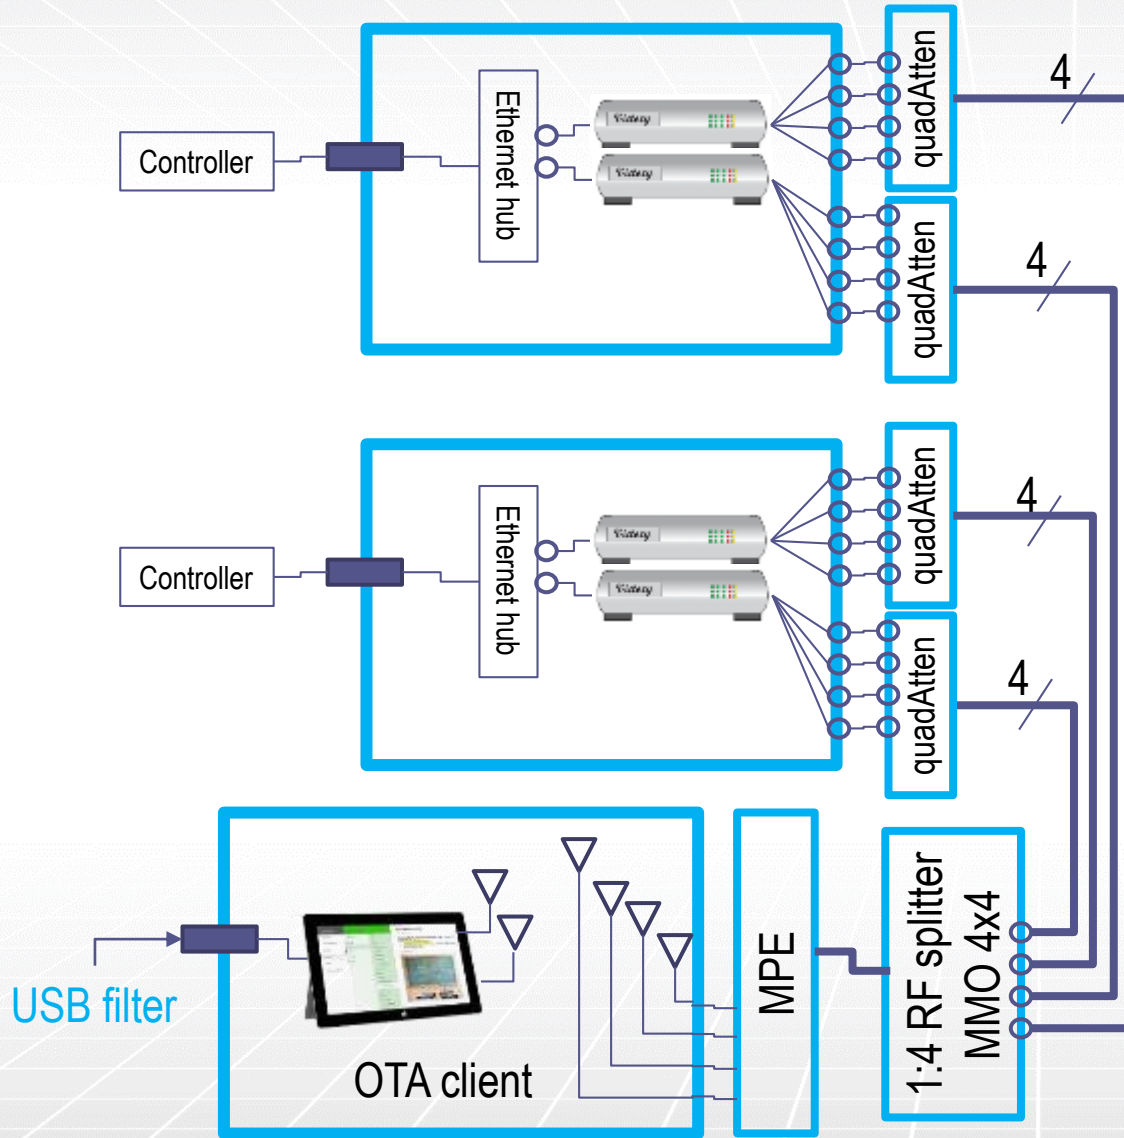 Controller
Ethernet hub
quadAtten
4
quadAtten
4
Controller
Ethernet hub
quadAtten
4
quadAtten
4
USB filter
OTA client
MPE
1:4 RF splitter
MMO 4x4